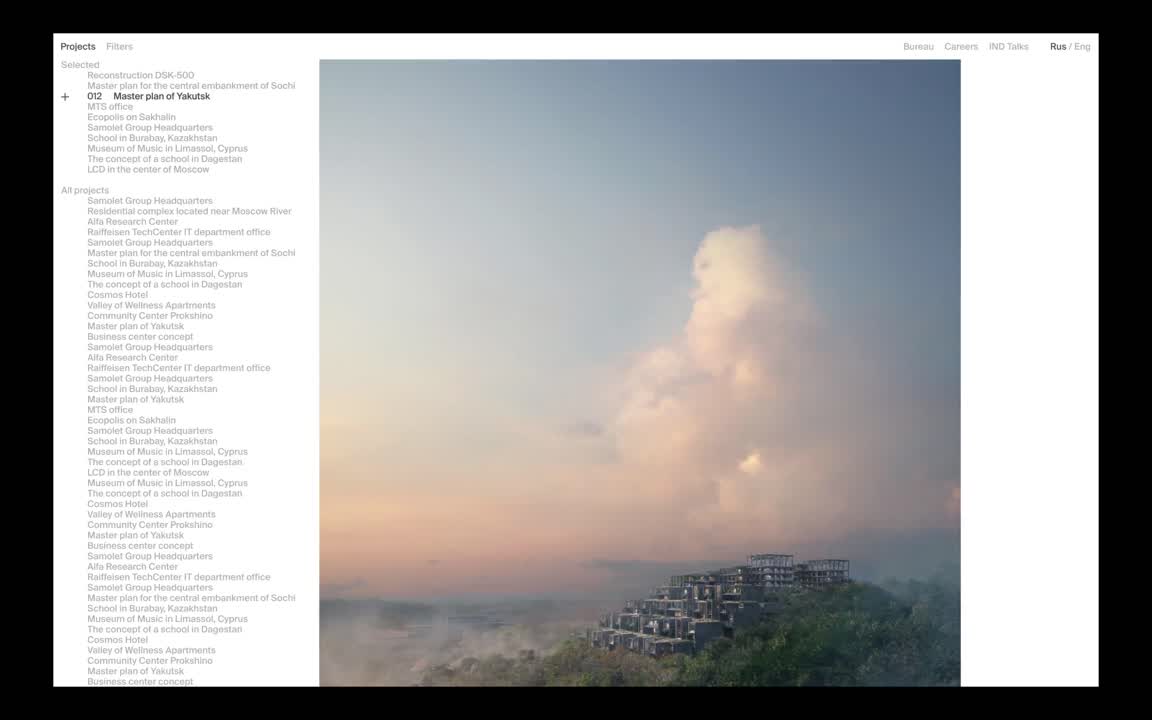 Projects Filters Bureau Careers IND Talks Rus / Eng
Selected
Reconstruction DSK-500
Master plan for the central embankment of Sochi
+ 012 Master plan of Yakutsk
MTS office
Ecopolis on Sakhalin
Samolet Group Headquarters
School in Burabay, Kazakhstan
Museum of Music in Limassol, Cyprus
The concept of a school in Dagestan
LCD in the center of Moscow
All projects
Samolet Group Headquarters
Residential complex located near Moscow River
Alfa Research Center
Raiffeisen TechCenter IT department office
Samolet Group Headquarters
Master plan for the central embankment of Sochi
School in Burabay, Kazakhstan
Museum of Music in Limassol, Cyprus
The concept of a school in Dagestan
Cosmos Hotel
Valley of Wellness Apartments
Community Center Prokshino
Master plan of Yakutsk
Business center concept
Samolet Group Headquarters
Alfa Research Center
Raiffeisen TechCenter IT department office
Samolet Group Headquarters
School in Burabay, Kazakhstan
Master plan of Yakutsk
MTS office
Ecopolis on Sakhalin
Samolet Group Headquarters
School in Burabay, Kazakhstan
Museum of Music in Limassol, Cyprus
The concept of a school in Dagestan
LCD in the center of Moscow
Museum of Music in Limassol, Cyprus
The concept of a school in Dagestan
Cosmos Hotel
Valley of Wellness Apartments
Community Center Prokshino
Master plan of Yakutsk
Business center concept
Samolet Group Headquarters
Alfa Research Center
Raiffeisen TechCenter IT department office
Samolet Group Headquarters
Master plan for the central embankment of Sochi
School in Burabay, Kazakhstan
Museum of Music in Limassol, Cyprus
The concept of a school in Dagestan
Cosmos Hotel
Valley of Wellness Apartments
Community Center Prokshino
Master plan of Yakutsk
Business center concept